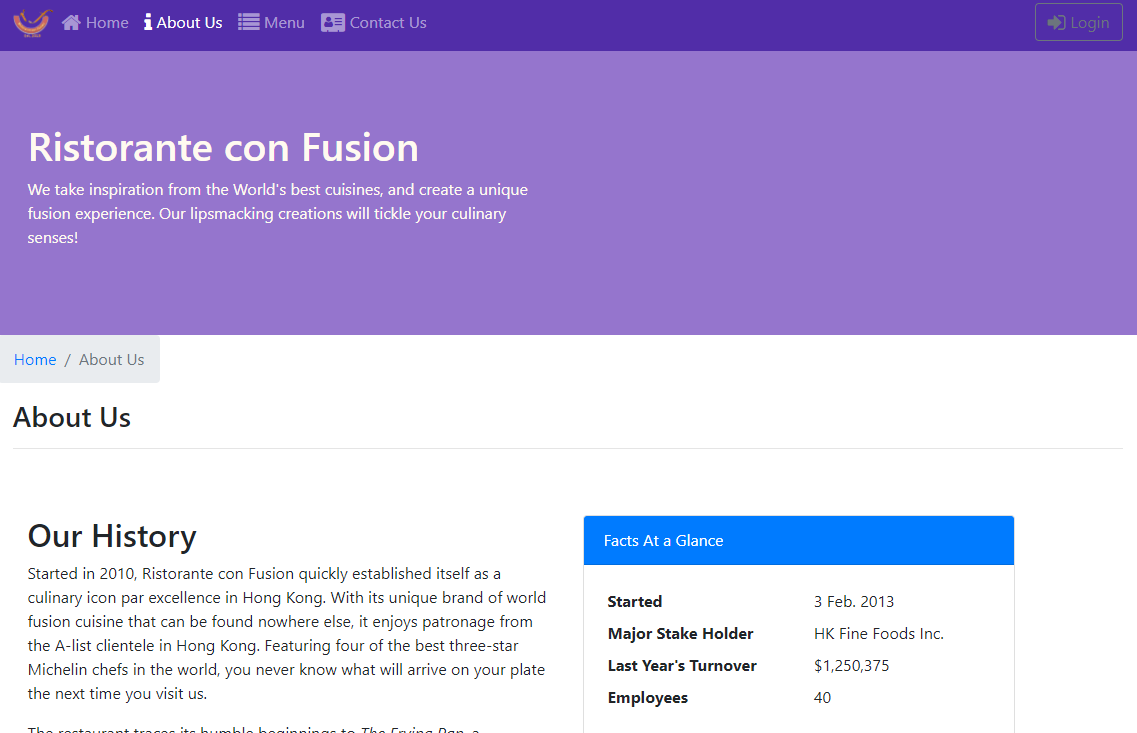 Home About Us Menu Contact Us Login
Ristorante con Fusion
We take inspiration from the World's best cuisines, and create a unique
fusion experience. Our lipsmacking creations will tickle your culinary
senses!
Home / About Us
About Us
Our History
Started in 2010, Ristorante con Fusion quickly established itself as a
culinary icon par excellence in Hong Kong. With its unique brand of world
fusion cuisine that can be found nowhere else, it enjoys patronage from
the A-list clientele in Hong Kong. Featuring four of the best three-star
Michelin chefs in the world, you never know what will arrive on your plate
the next time you visit us.
The restaurant traces its humble beginnings to The Frying Pan, a
Facts At a Glance
Started 3 Feb. 2013
Major Stake Holder HK Fine Foods Inc.
Last Year's Turnover $1,250,375
Employees 40